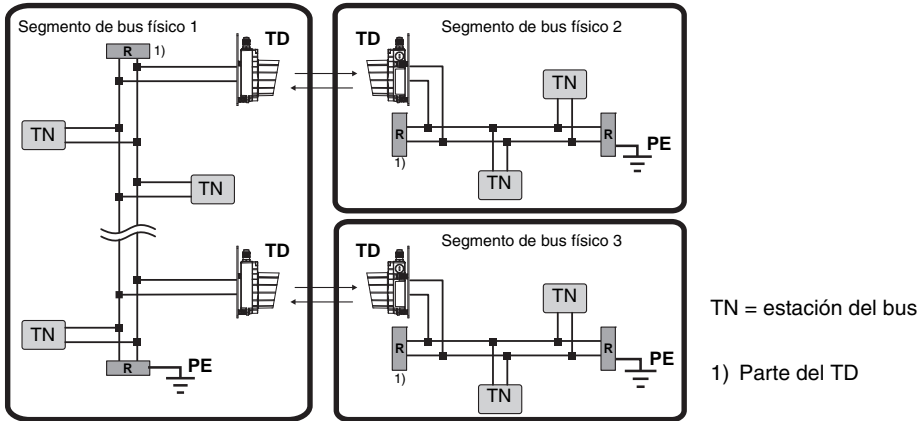 Segmento de bus físico 1
R 1)
TD
TN
TN
TD
TN
R
PE
TD
Segmento de bus físico 2
TN
R
1)
R
PE
TN
TD
Segmento de bus físico 3
TN
R
1)
R
PE
TN
TN = estación del bus
1) Parte del TD